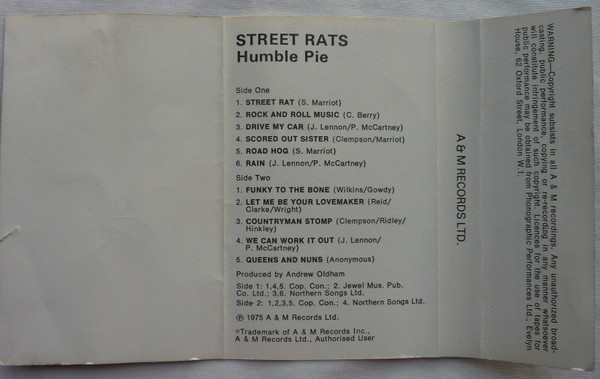 STREET RATS
Humble Pie
Side One
1. STREET RAT (S. Marriot)
2. ROCK AND ROLL MUSIC (C. Berry)
3. DRIVE MY CAR (J. Lennon/P. McCartney)
4. SCORED OUT SISTER (Clempson/Marriot)
5. ROAD HOG (S. Marriot)
6. RAIN (J. Lennon/P. McCartney)
Side Two
1. FUNKY TO THE BONE (Wilkins/Gowdy)
2. LET ME BE YOUR LOVEMAKER (Reid/
Clarke/Wright)
3. COUNTRYMAN STOMP (Clempson/Ridley/
Hinkley)
4. WE CAN WORK IT OUT (J. Lennon/
P. McCartney)
5. QUEENS AND NUNS (Anonymous)
Produced by Andrew Oldham
Side 1: 1,4,5. Cop. Con.; 2. Jewel Mus. Pub.
Co. Ltd.; 3,6. Northern Songs Ltd.
Side 2: 1,2,3,5. Cop. Con.; 4. Northern Songs Ltd.
℗ 1975 A & M Records Ltd.
®Trademark of A & M Records Inc.,
A & M Records Ltd., Authorised User
A & M RECORDS LTD.
WARNING—Copyright subsists in all A & M recordings. Any unauthorized broad-
casting, public performance, copying or re-recording in any manner whatsoever
will constitute infringement of such copyright. Licences for the use of tapes for
public performance may be obtained from Phonographic Performances Ltd., Evelyn
House, 62 Oxford Street, London W.1.